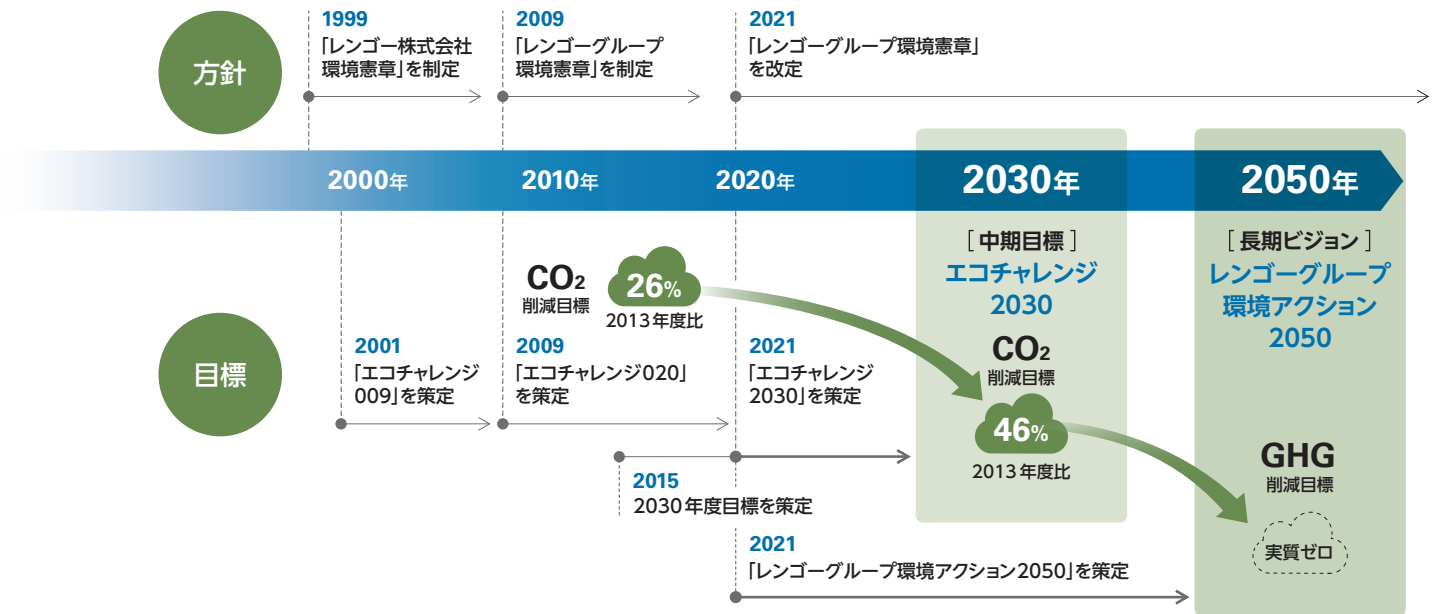 方針
1999
「レンゴー株式会社
環境憲章」を制定
2009
「レンゴーグループ
環境憲章」を制定
2021
「レンゴーグループ環境憲章」
を改定
2000年
2010年
2020年
2030年
2050年
[ 中期目標 ]
エコチャレンジ
2030
[ 長期ビジョン ]
レンゴーグループ
環境アクション
2050
CO2
削減目標
26%
2013年度比
目標
2001
「エコチャレンジ
009」を策定
2009
「エコチャレンジ020」
を策定
2021
「エコチャレンジ
2030」を策定
CO2
削減目標
46%
2013年度比
2015
2030年度目標を策定
GHG
削減目標
実質ゼロ
2021
「レンゴーグループ環境アクション2050」を策定